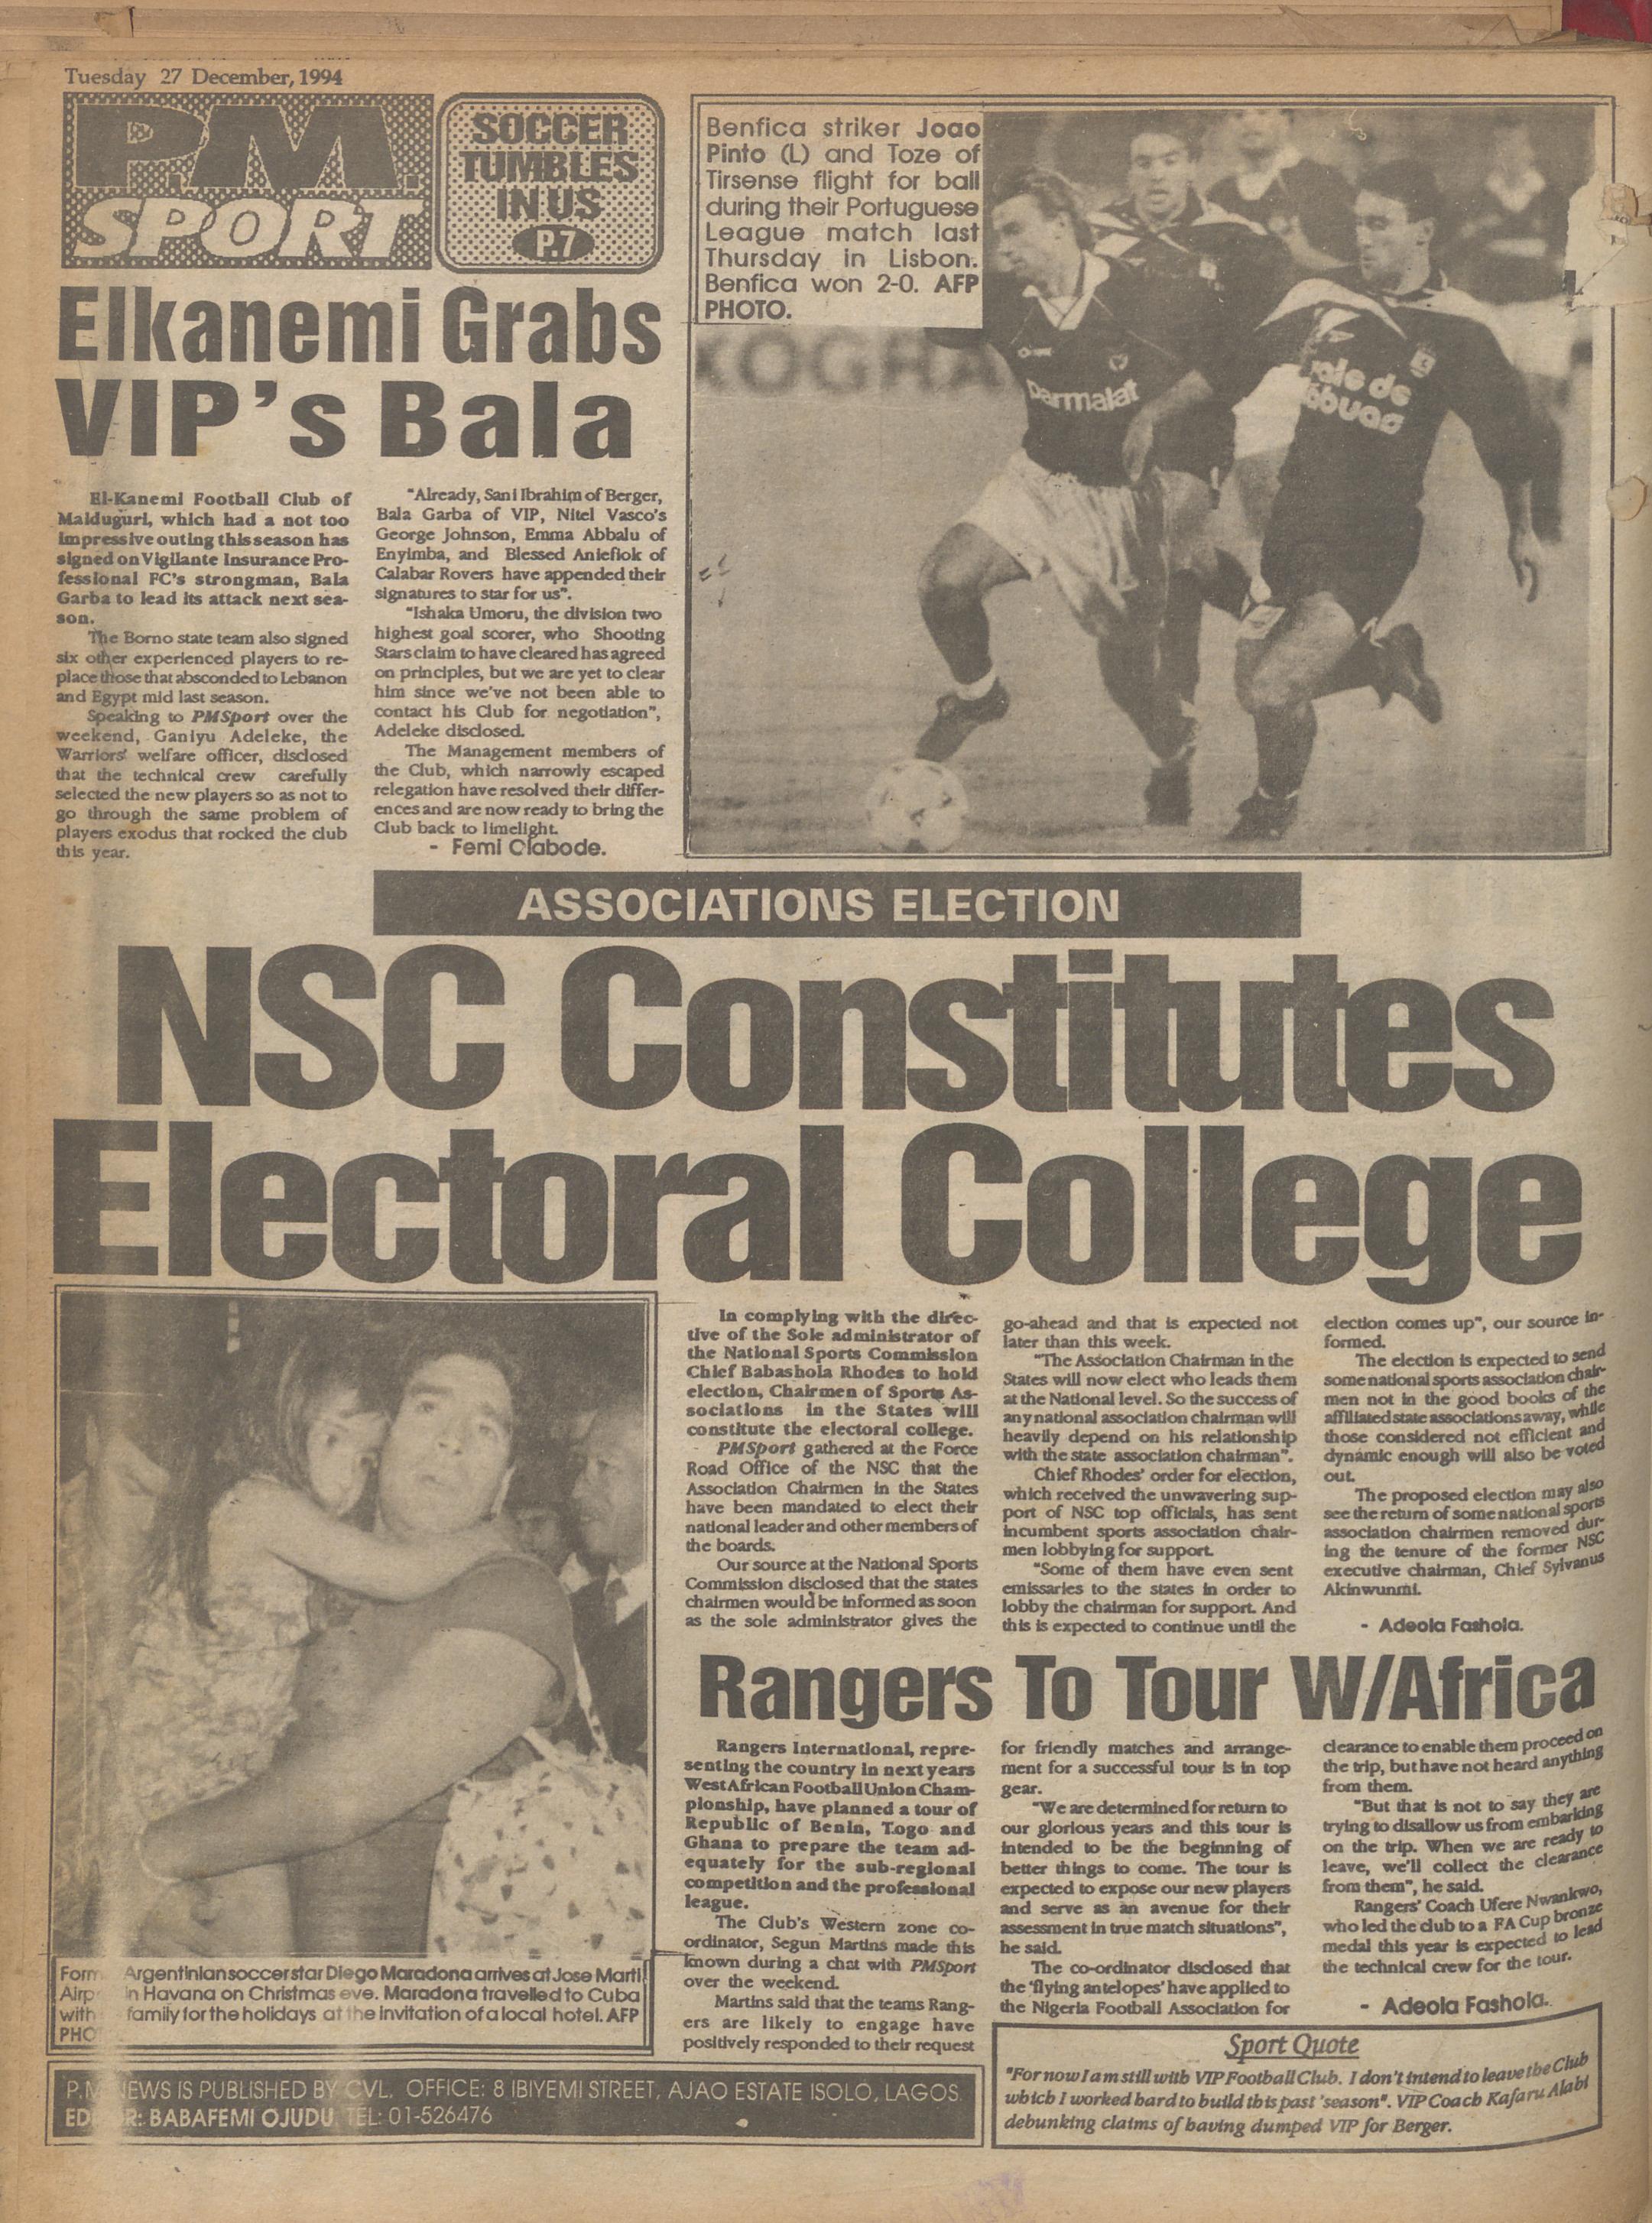 Tuesday 27 December, 1994
P.M.
SPORT
SOCCER
TUMBLES
IN US
P.7
Benfica striker Joao
Pinto (L) and Toze of
Tirsense flight for ball
during their Portuguese
League match last
Thursday in Lisbon.
Benfica won 2-0. AFP
PHOTO.
KOGHA
parmalat
Elkanemi Grabs
VIP's Bala
El-Kanemi Football Club of
Maiduguri, which had a not too
impressive outing this season has
signed on Vigilante Insurance Pro-
fessional FC's strongman, Bala
Garba to lead its attack next sea-
son.
The Borno state team also signed
six other experienced players to re-
place those that absconded to Lebanon
and Egypt mid last season.
Speaking to PMSport over the
weekend, Ganiyu Adeleke, the
Warriors' welfare officer, disclosed
that the technical crew carefully
selected the new players so as not to
go through the same problem of
players exodus that rocked the club
this year.
"Already, Sani Ibrahim of Berger,
Bala Garba of VIP, Nitel Vasco's
George Johnson, Emma Abbalu of
Enyimba, and Blessed Aniefiok of
Calabar Rovers have appended their
signatures to star for us".
"Ishaka Umoru, the division two
highest goal scorer, who Shooting
Stars claim to have cleared has agreed
on principles, but we are yet to clear
him since we've not been able to
contact his Club for negotiation",
Adeleke disclosed.
The Management members of
the Club, which narrowly escaped
relegation have resolved their differ-
ences and are now ready to bring the
Club back to limelight.
- Femi Olabode.
ASSOCIATIONS ELECTION
NSC Constitutes
Electoral College
In complying with the direc-
tive of the Sole administrator of
the National Sports Commission
Chief Babashola Rhodes to hold
election, Chairmen of Sports As-
sociations in the States will
constitute the electoral college.
PMSport gathered at the Force
Road Office of the NSC that the
Association Chairmen in the States
have been mandated to elect their
national leader and other members of
the boards.
Our source at the National Sports
Commission disclosed that the states
chairmen would be informed as soon
as the sole administrator gives the
go-ahead and that is expected not
later than this week.
"The Association Chairman in the
States will now elect who leads them
at the National level. So the success of
any national association chairman will
heavily depend on his relationship
with the state association chairman".
Chief Rhodes' order for election,
which received the unwavering sup-
port of NSC top officials, has sent
incumbent sports association chair-
men lobbying for support.
"Some of them have even sent
emissaries to the states in order to
lobby the chairman for support. And
this is expected to continue until the
election comes up", our source in-
formed.
The election is expected to send
some national sports association chair-
men not in the good books of the
affiliated state associations away, while
those considered not efficient and
dynamic enough will also be voted
out.
The proposed election may also
see the return of some national sports
association chairmen removed dur-
ing the tenure of the former NSC
executive chairman, Chief Sylvanus
Akinwunmi.
- Adeola Fashola.
Rangers To Tour W/Africa
Rangers International, repre-
senting the country in next years
West African Football Union Cham-
pionship, have planned a tour of
Republic of Benin, Togo and
Ghana to prepare the team ad-
equately for the sub-regional
competition and the professional
league.
The Club's Western zone co-
ordinator, Segun Martins made this
known during a chat with PMSport
over the weekend.
Martins said that the teams Rang-
ers are likely to engage have
positively responded to their request
for friendly matches and arrange-
ment for a successful tour is in top
gear.
"We are determined for return to
our glorious years and this tour is
intended to be the beginning of
better things to come. The tour is
expected to expose our new players
and serve as an avenue for their
assessment in true match situations",
he said.
The co-ordinator disclosed that
the 'flying antelopes' have applied to
the Nigeria Football Association for
clearance to enable them proceed on
the trip, but have not heard anything
from them.
"But that is not to say they are
trying to disallow us from embarking
on the trip. When we are ready to
leave, we'll collect the clearance
from them", he said.
Rangers' Coach Ufere Nwankwo,
who led the club to a FA Cup bronze
medal this year is expected to lead
the technical crew for the tour.
- Adeola Fashola.
Form Argentinian soccer star Diego Maradona arrives at Jose Marti
Airp in Havana on Christmas eve. Maradona travelled to Cuba
with family for the holidays at the invitation of a local hotel. AFP
PHO
P.M NEWS IS PUBLISHED BY CVL, OFFICE: 8 IBIYEMI STREET, AJAO ESTATE ISOLO, LAGOS
ED R: BABAFEMI OJUDU TEL: 01-526476
Sport Quote
"For now I am still with VIP Football Club. I don't intend to leave the Club
which I worked hard to build this past 'season". VIP Coach Kafaru Alabi
debunking claims of having dumped VIP for Berger.